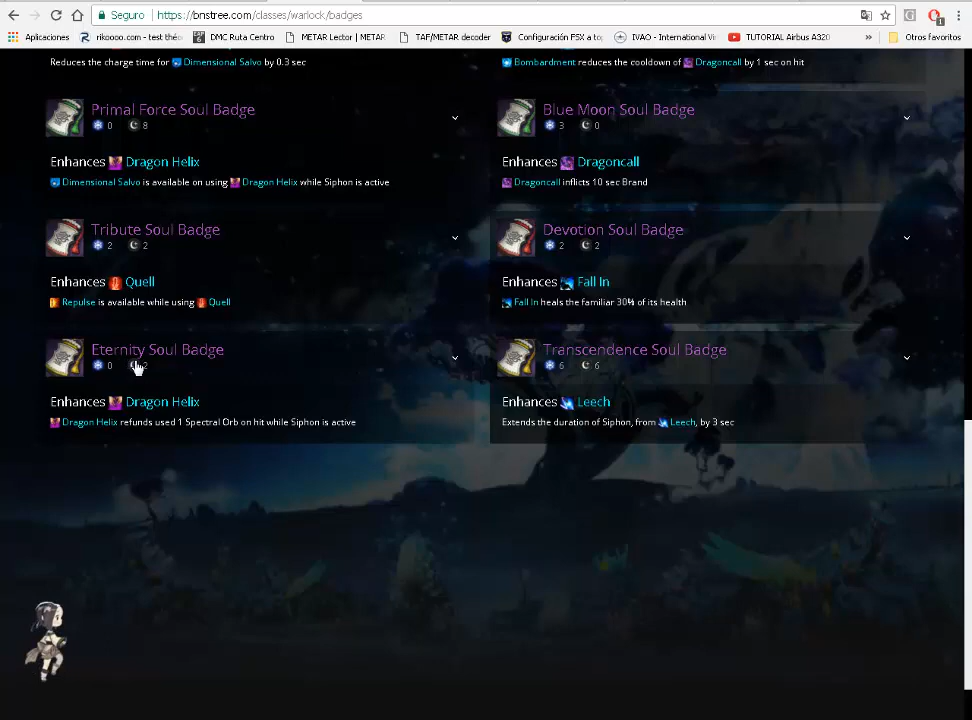 Seguro https://bnstree.com/classes/warlock/badges
Aplicaciones rikoooo.com - test thé DMC Ruta Centro METAR Lector | METAR TAF/METAR decoder Configuración FSX a to IVAO - International Vi TUTORIAL Airbus A320 » Otros favoritos
Reduces the charge time for Dimensional Salvo by 0.3 sec
Bombardment reduces the cooldown of Dragoncall by 1 sec on hit
Primal Force Soul Badge
0 8
Enhances Dragon Helix
Dimensional Salvo is available on using Dragon Helix while Siphon is active
Blue Moon Soul Badge
3 0
Enhances Dragoncall
Dragoncall inflicts 10 sec Brand
Tribute Soul Badge
2 2
Enhances Quell
Repulse is available while using Quell
Devotion Soul Badge
2 2
Enhances Fall In
Fall In heals the familiar 30% of its health
Eternity Soul Badge
0 2
Enhances Dragon Helix
Dragon Helix refunds used 1 Spectral Orb on hit while Siphon is active
Transcendence Soul Badge
6 6
Enhances Leech
Extends the duration of Siphon, from Leech, by 3 sec